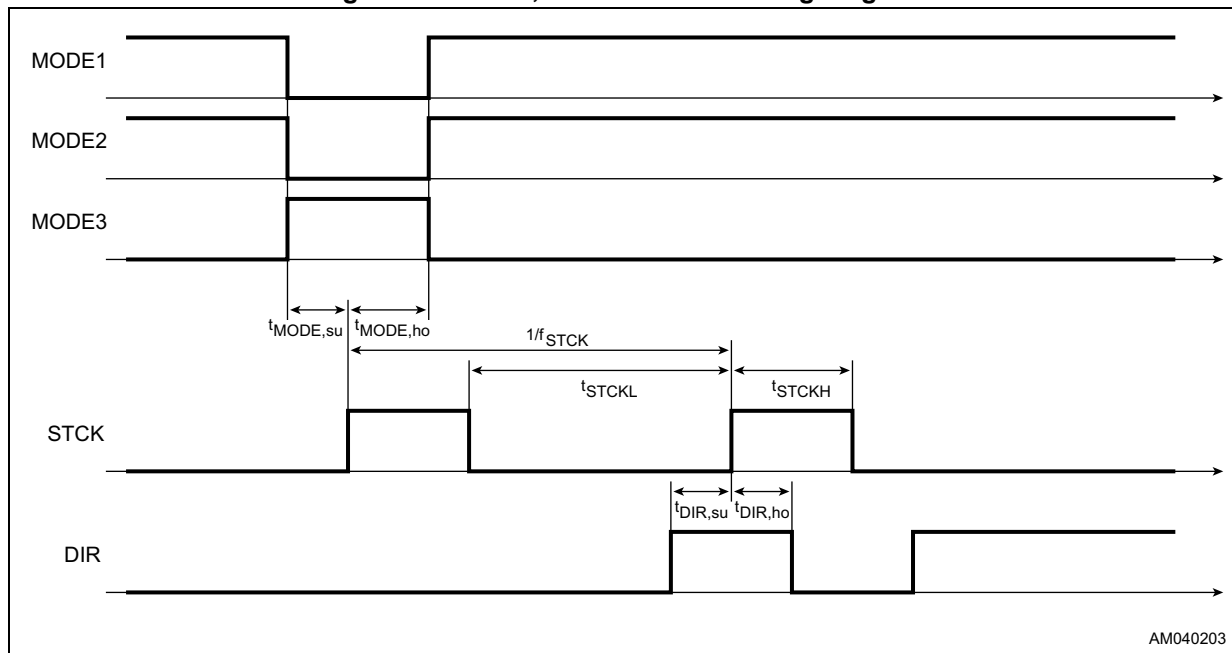 MODE1
MODE2
MODE3
tMODE,su tMODE,ho
1/fSTCK
tSTCKL tSTCKH
STCK
tDIR,su tDIR,ho
DIR
AM040203